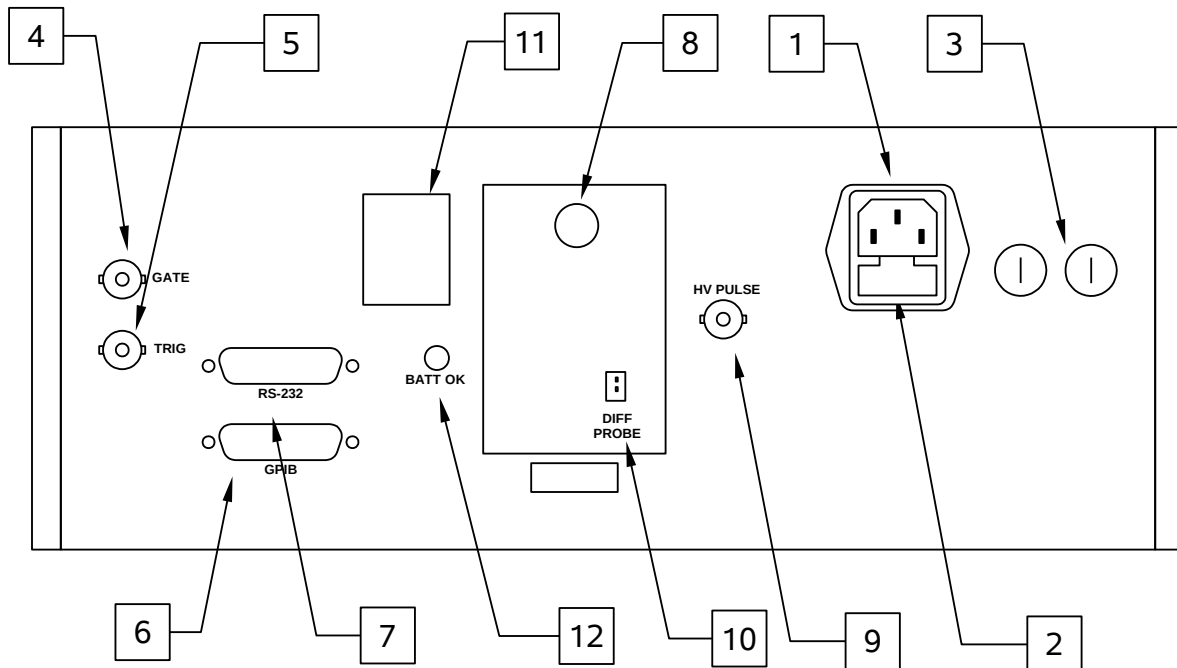 4
5
11
8
1
3
GATE
TRIG
HV PULSE
RS-232
BATT OK
GPIB
DIFF
PROBE
6
7
12
10
9
2